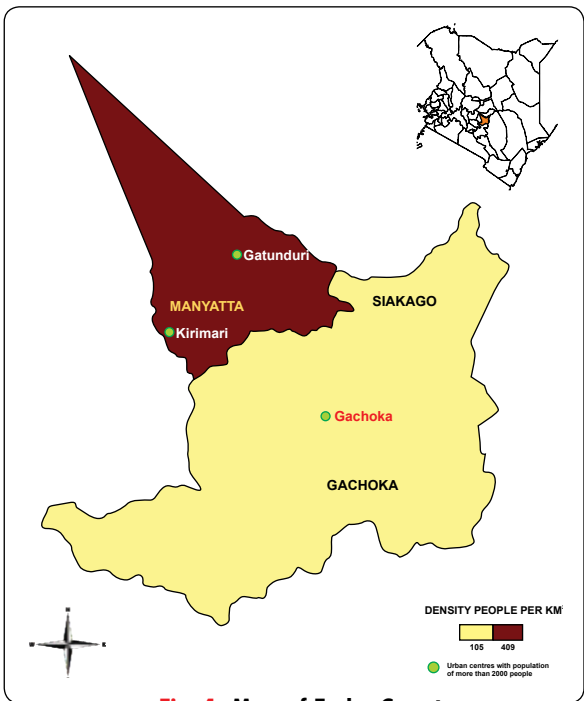 Gatunduri
SIAKAGO
MANYATTA
Kirimari
Gachoka
GACHOKA
DENSITY PEOPLE PER KM²
105 409
Urban centres with population
of more than 2000 people